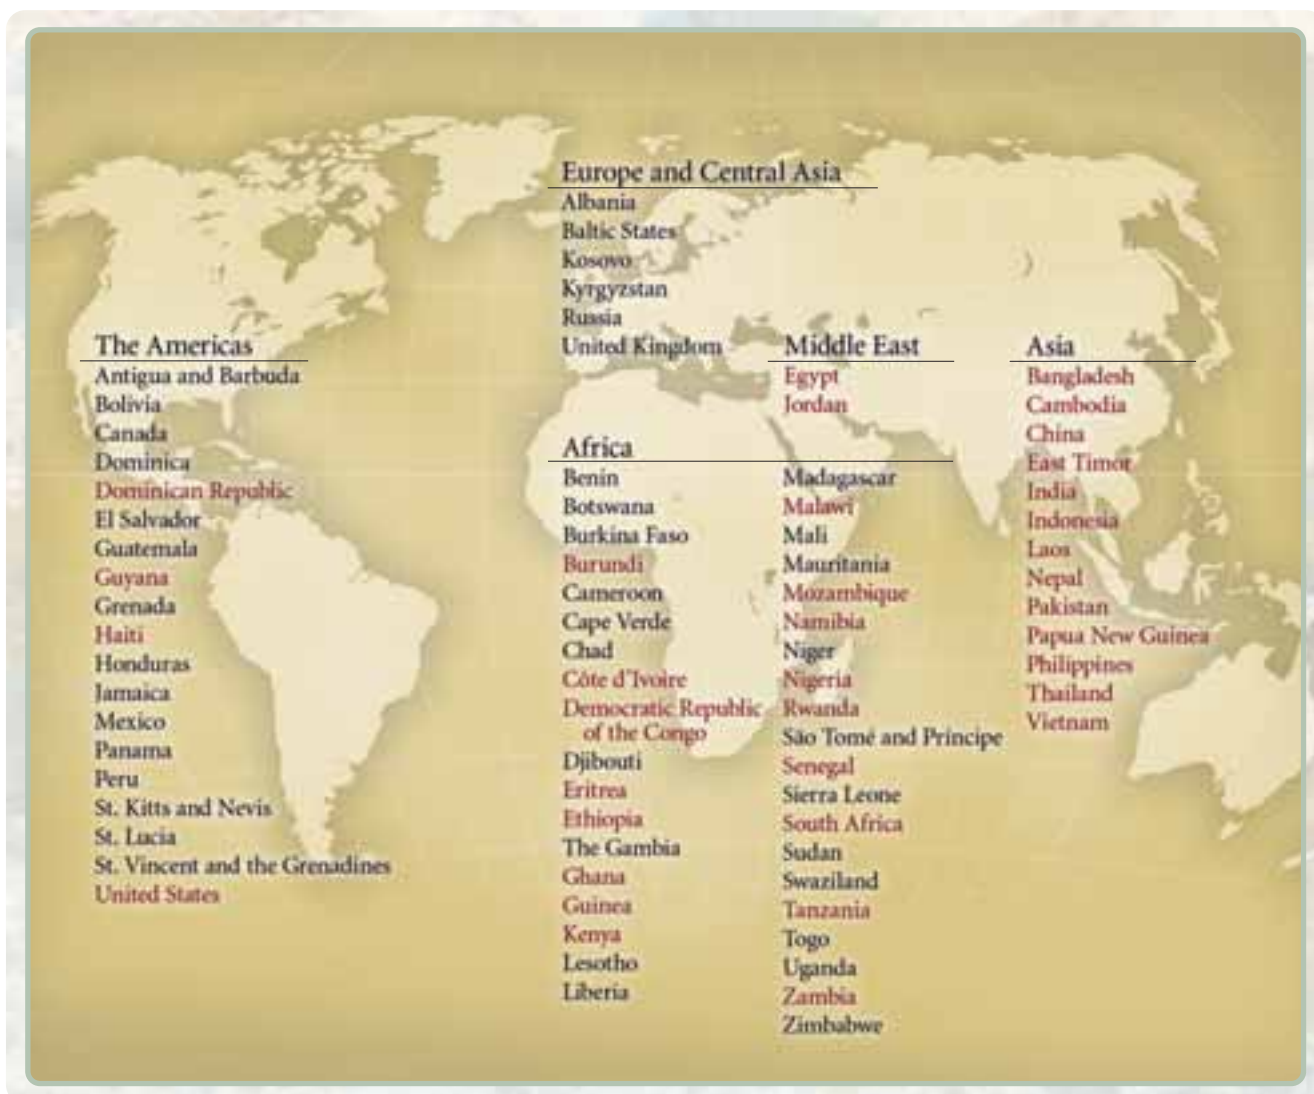 Europe and Central Asia
Albania
Baltic States
Kosovo
Kyrgyzstan
Russia
United Kingdom
The Americas
Antigua and Barbuda
Bolivia
Canada
Dominica
Dominican Republic
El Salvador
Guatemala
Guyana
Grenada
Haiti
Honduras
Jamaica
Mexico
Panama
Peru
St. Kitts and Nevis
St. Lucia
St. Vincent and the Grenadines
United States
Middle East
Egypt
Jordan
Africa
Benin
Botswana
Burkina Faso
Burundi
Cameroon
Cape Verde
Chad
Côte d'Ivoire
Democratic Republic
of the Congo
Djibouti
Eritrea
Ethiopia
The Gambia
Ghana
Guinea
Kenya
Lesotho
Liberia
Madagascar
Malawi
Mali
Mauritania
Mozambique
Namibia
Niger
Nigeria
Rwanda
São Tomé and Príncipe
Senegal
Sierra Leone
South Africa
Sudan
Swaziland
Tanzania
Togo
Uganda
Zambia
Zimbabwe
Asia
Bangladesh
Cambodia
China
East Timor
India
Indonesia
Laos
Nepal
Pakistan
Papua New Guinea
Philippines
Thailand
Vietnam